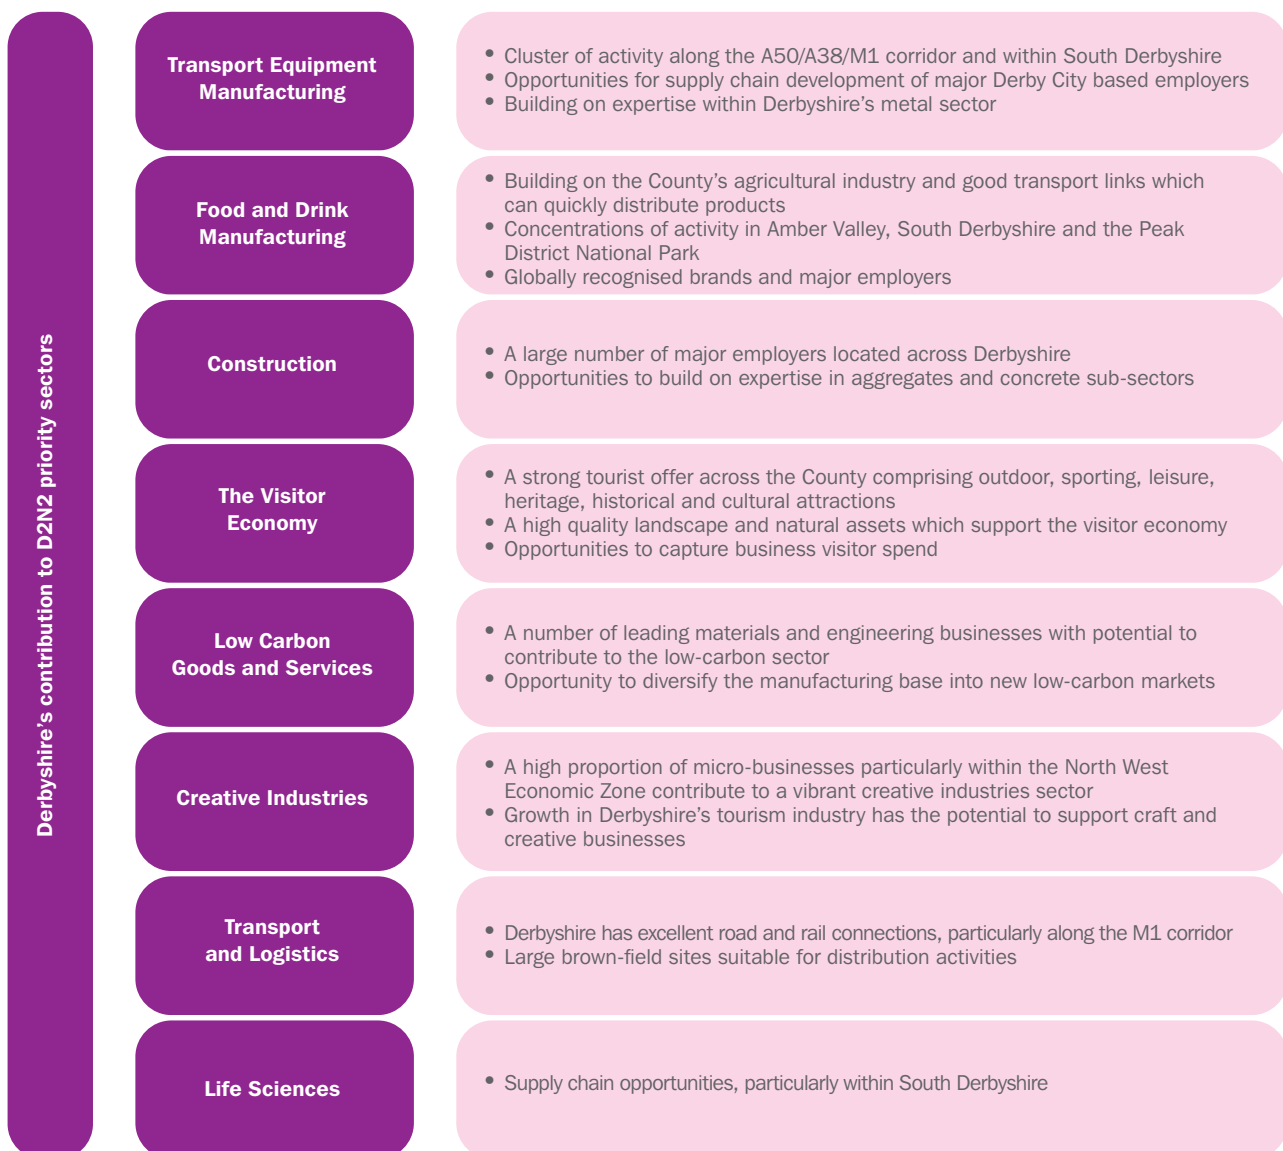 Derbyshire's contribution to D2N2 priority sectors
Transport Equipment
Manufacturing
• Cluster of activity along the A50/A38/M1 corridor and within South Derbyshire
• Opportunities for supply chain development of major Derby City based employers
• Building on expertise within Derbyshire's metal sector
Food and Drink
Manufacturing
• Building on the County's agricultural industry and good transport links which
can quickly distribute products
• Concentrations of activity in Amber Valley, South Derbyshire and the Peak
District National Park
• Globally recognised brands and major employers
Construction
• A large number of major employers located across Derbyshire
• Opportunities to build on expertise in aggregates and concrete sub-sectors
The Visitor
Economy
• A strong tourist offer across the County comprising outdoor, sporting, leisure,
heritage, historical and cultural attractions
• A high quality landscape and natural assets which support the visitor economy
• Opportunities to capture business visitor spend
Low Carbon
Goods and Services
• A number of leading materials and engineering businesses with potential to
contribute to the low-carbon sector
• Opportunity to diversify the manufacturing base into new low-carbon markets
Creative Industries
• A high proportion of micro-businesses particularly within the North West
Economic Zone contribute to a vibrant creative industries sector
• Growth in Derbyshire's tourism industry has the potential to support craft and
creative businesses
Transport
and Logistics
• Derbyshire has excellent road and rail connections, particularly along the M1 corridor
• Large brown-field sites suitable for distribution activities
Life Sciences
• Supply chain opportunities, particularly within South Derbyshire